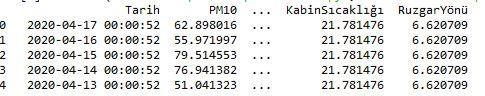 Tarih PM10 ... KabinSıcaklığı RuzgarYönü
0 2020-04-17 00:00:52 62.898016 ... 21.781476 6.620709
1 2020-04-16 00:00:52 55.971997 ... 21.781476 6.620709
2 2020-04-15 00:00:52 79.514553 ... 21.781476 6.620709
3 2020-04-14 00:00:52 76.941382 ... 21.781476 6.620709
4 2020-04-13 00:00:52 51.041323 ... 21.781476 6.620709